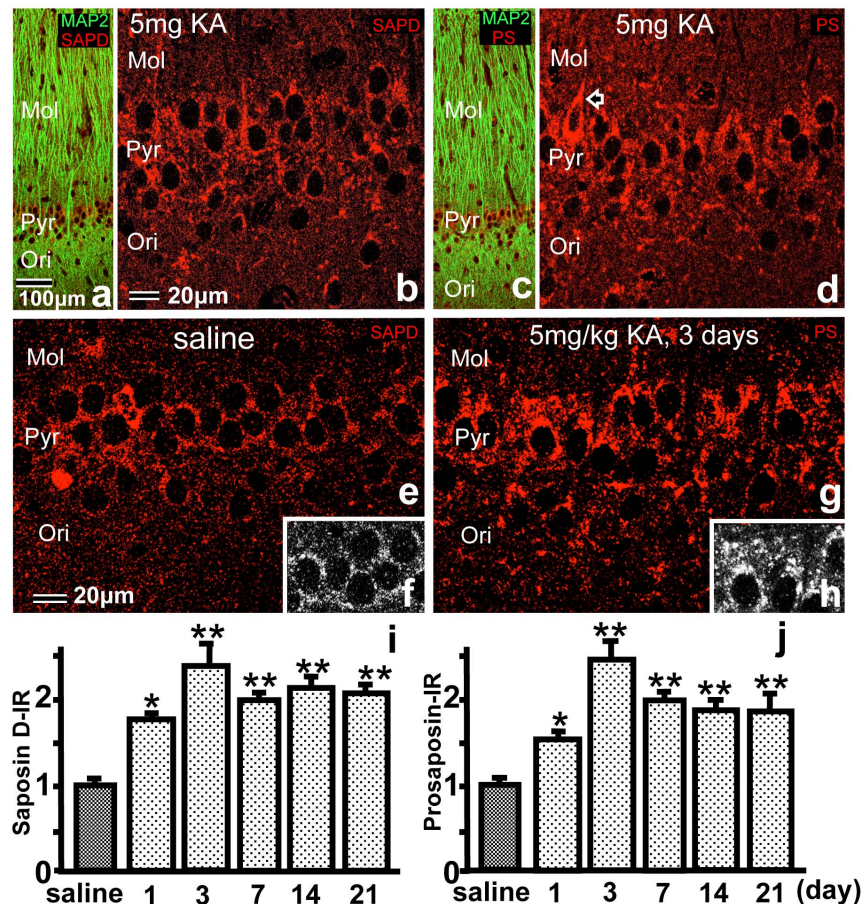 MAP2
SAPD
Mol
Pyr
Ori
100µm
a
5mg KA
SAPD
Mol
Pyr
Ori
20µm
b
MAP2
PS
Mol
Pyr
Ori
c
5mg KA
PS
Mol
Pyr
Ori
d
saline
SAPD
Mol
Pyr
Ori
20µm
e
f
5mg/kg KA, 3 days
PS
Mol
Pyr
Ori
g
h
i
Saposin D-IR
2
1
0
* ** ** ** **
saline 1 3 7 14 21
j
Prosaposin-IR
2
1
0
* ** ** ** **
saline 1 3 7 14 21 (day)